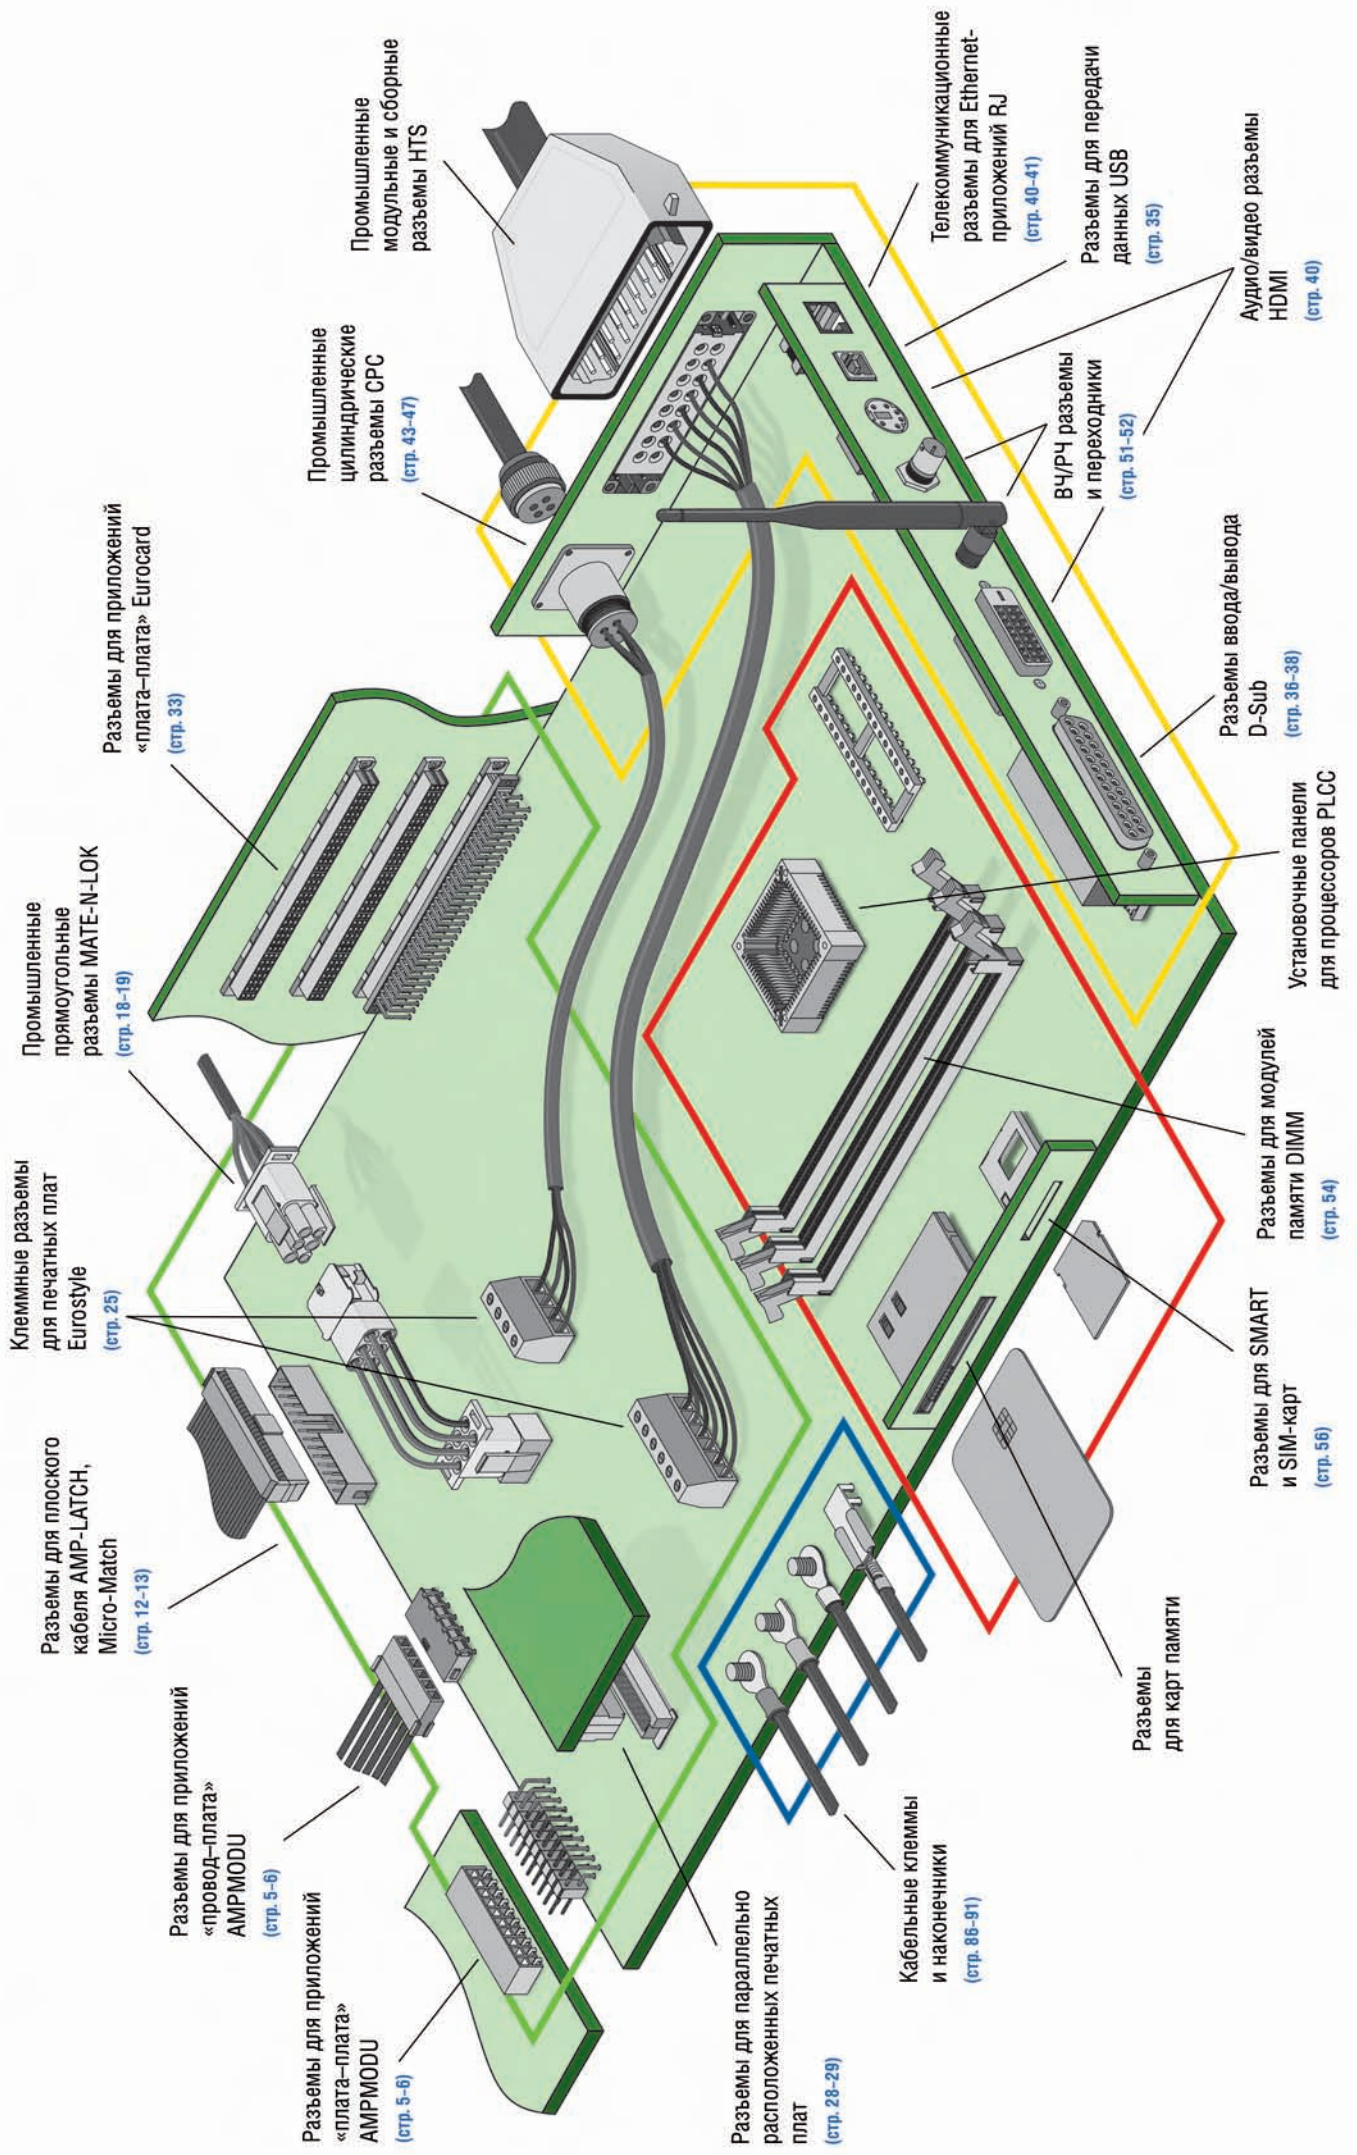 Разъемы для приложений
«плата–плата»
AMPMODU
(стр. 5–6)
Разъемы для приложений
«провод–плата»
AMPMODU
(стр. 5–6)
Разъемы для плоского
кабеля AMP-LATCH,
Micro-Match
(стр. 12–13)
Клеммные разъемы
для печатных плат
Eurostyle
(стр. 25)
Промышленные
прямоугольные
разъемы MATE-N-LOK
(стр. 18–19)
Разъемы для приложений
«плата–плата» Eurocard
(стр. 33)
Промышленные
цилиндрические
разъемы CPC
(стр. 43–47)
Промышленные
модульные и сборные
разъемы HTS
Разъемы для параллельно
расположенных печатных
плат
(стр. 28–29)
Кабельные клеммы
и наконечники
(стр. 86–91)
Разъемы
для карт памяти
Разъемы для SMART
и SIM-карт
(стр. 56)
Разъемы для модулей
памяти DIMM
(стр. 54)
Установочные панели
для процессоров PLCC
Разъемы ввода/вывода
D-Sub
(стр. 36–38)
ВЧ/РЧ разъемы
и переходники
(стр. 51–52)
Аудио/видео разъемы
HDMI
(стр. 40)
Разъемы для передачи
данных USB
(стр. 35)
Телекоммуникационные
разъемы для Ethernet-
приложений RJ
(стр. 40–41)